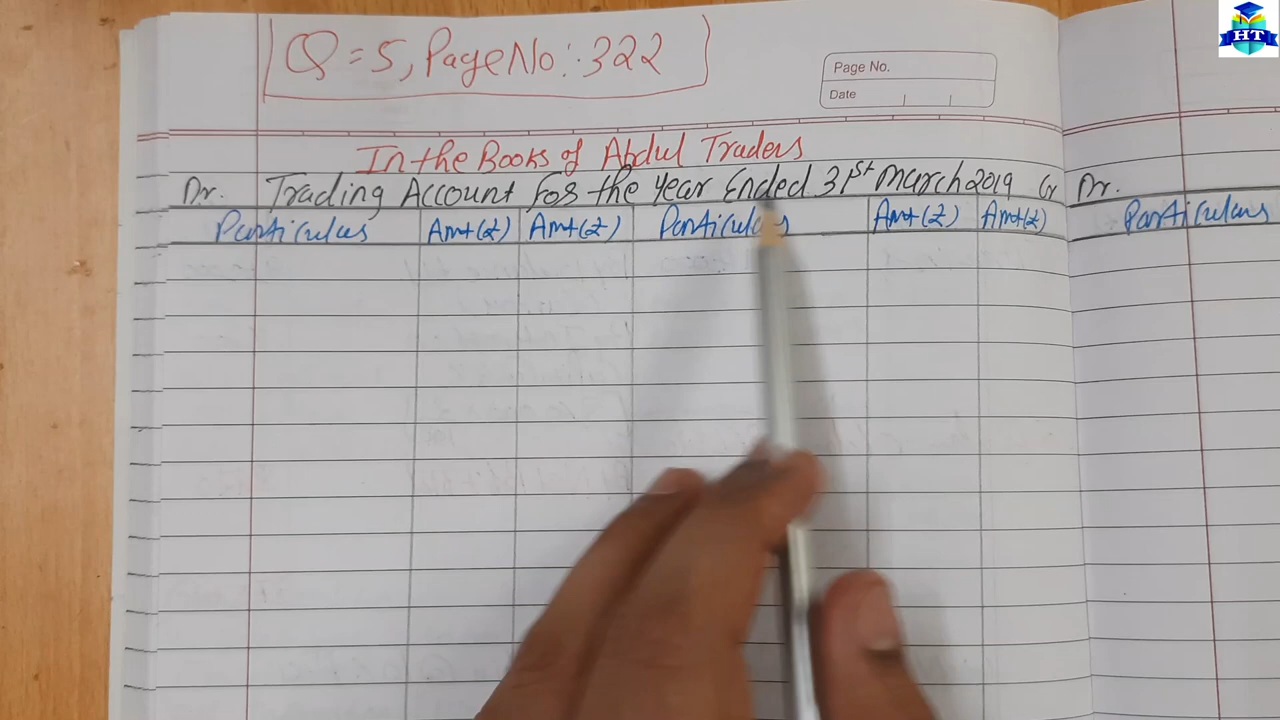 HT
Q=5, Page No:.322
Page No.
Date
In the Books of Abdul Traders
Dr. Trading Account For the Year Ended 31st March 2019 Cr
Particulars Amt(₹) Amt(₹) Particulars Amt(₹) Amt(₹)
Dr.
Particulars